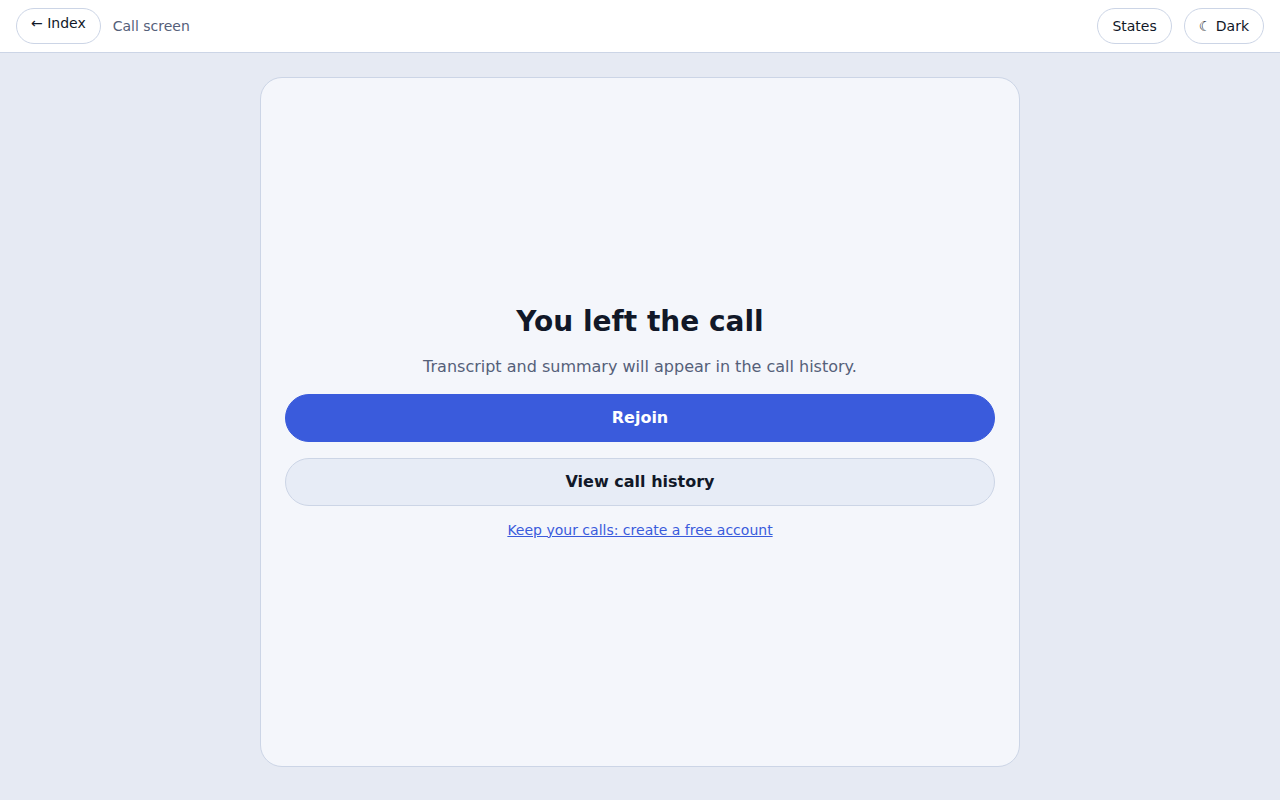 ← Index
Call screen
States
☾ Dark
You left the call
Transcript and summary will appear in the call history.
Rejoin
View call history
Keep your calls: create a free account